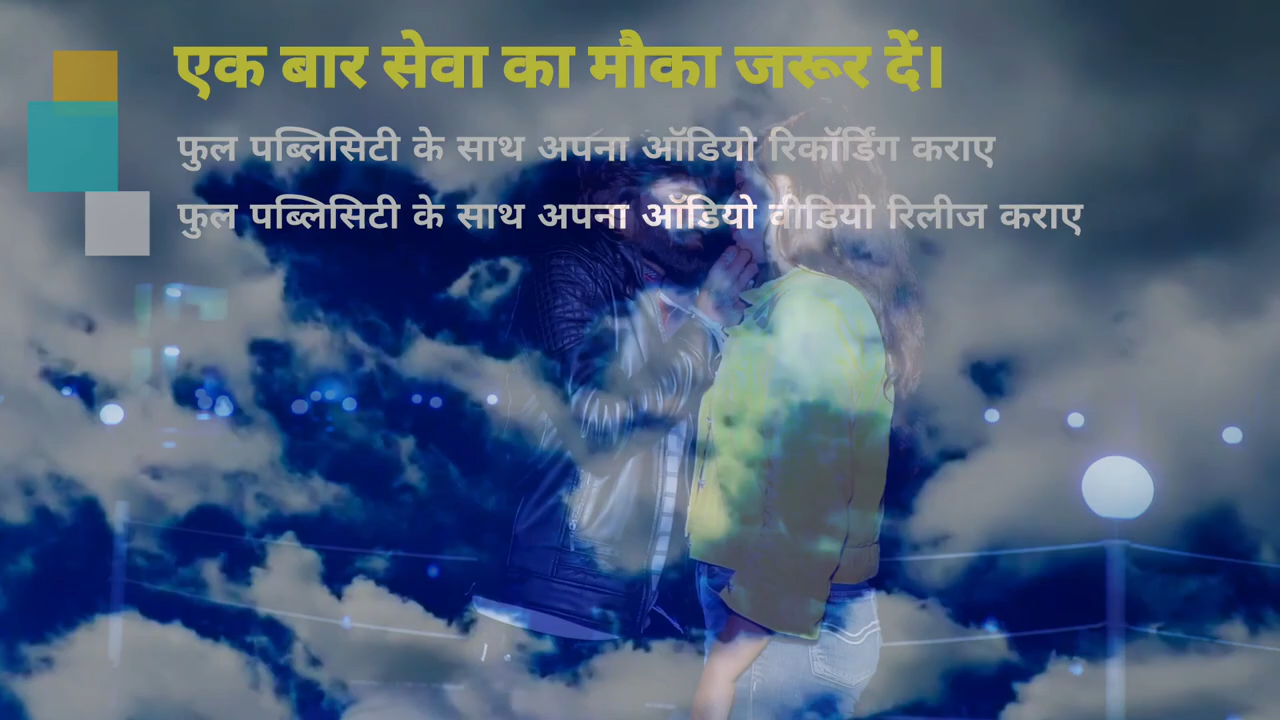 एक बार सेवा का मौका जरूर दें।
फुल पब्लिसिटी के साथ अपना ऑडियो रिकॉर्डिंग कराए
फुल पब्लिसिटी के साथ अपना ऑडियो वीडियो रिलीज कराए